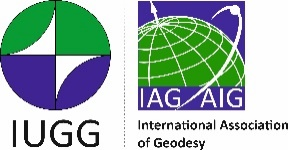 IUGG
IAG AIG
International Association
of Geodesy